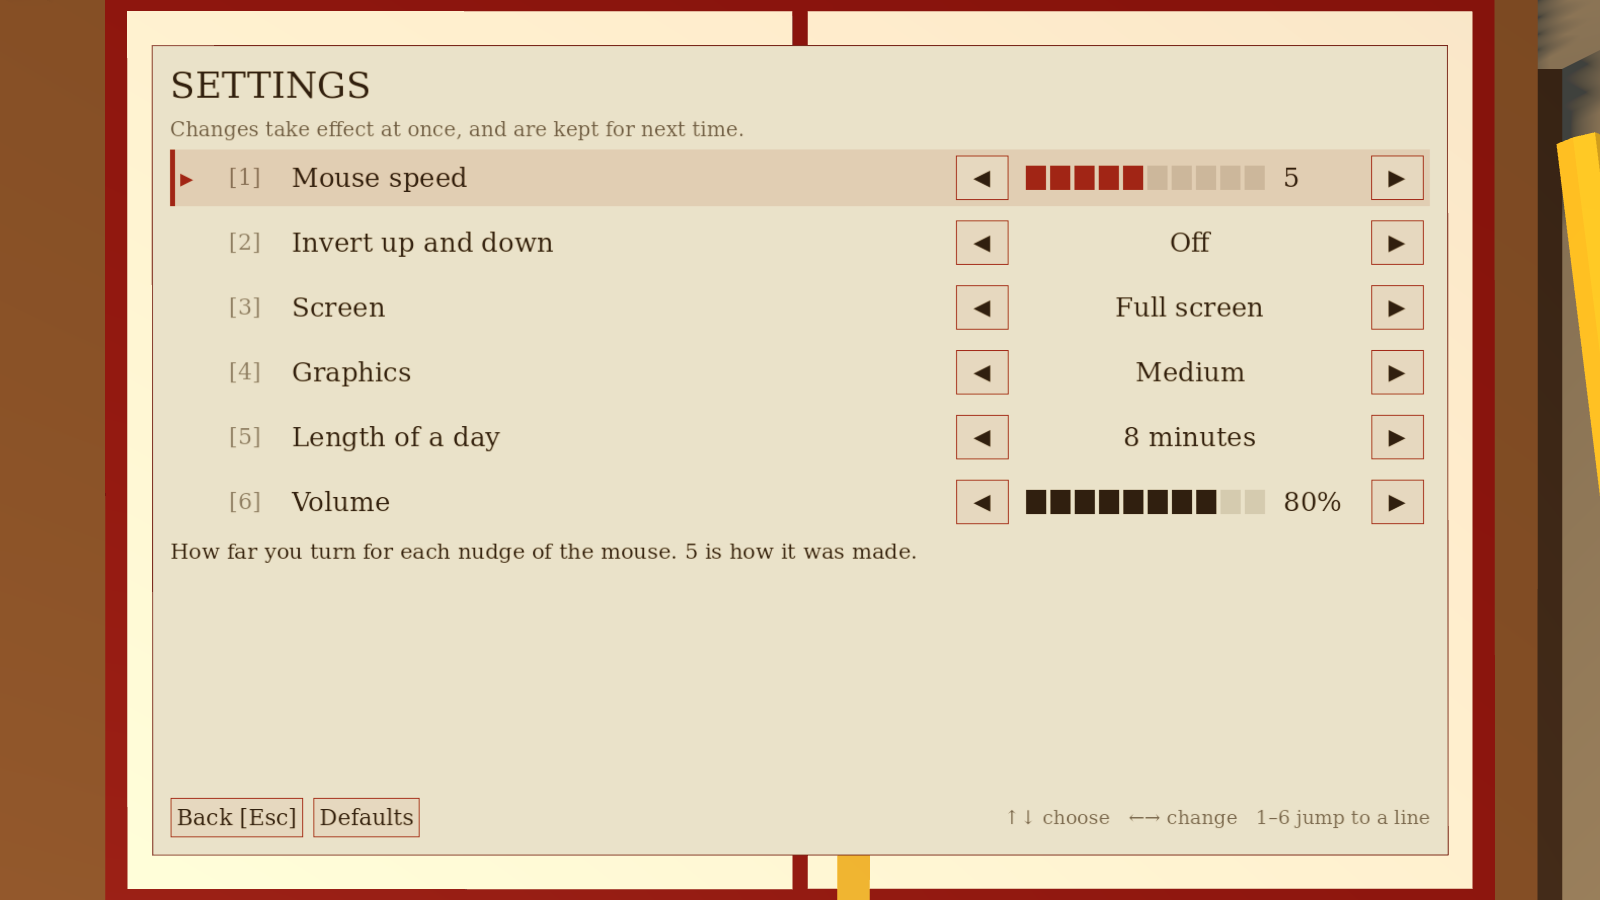 SETTINGS
Changes take effect at once, and are kept for next time.
▶ [1] Mouse speed ◀ 5 ▶
[2] Invert up and down ◀ Off ▶
[3] Screen ◀ Full screen ▶
[4] Graphics ◀ Medium ▶
[5] Length of a day ◀ 8 minutes ▶
[6] Volume ◀ 80% ▶
How far you turn for each nudge of the mouse. 5 is how it was made.
Back [Esc] Defaults ↑↓ choose ←→ change 1–6 jump to a line